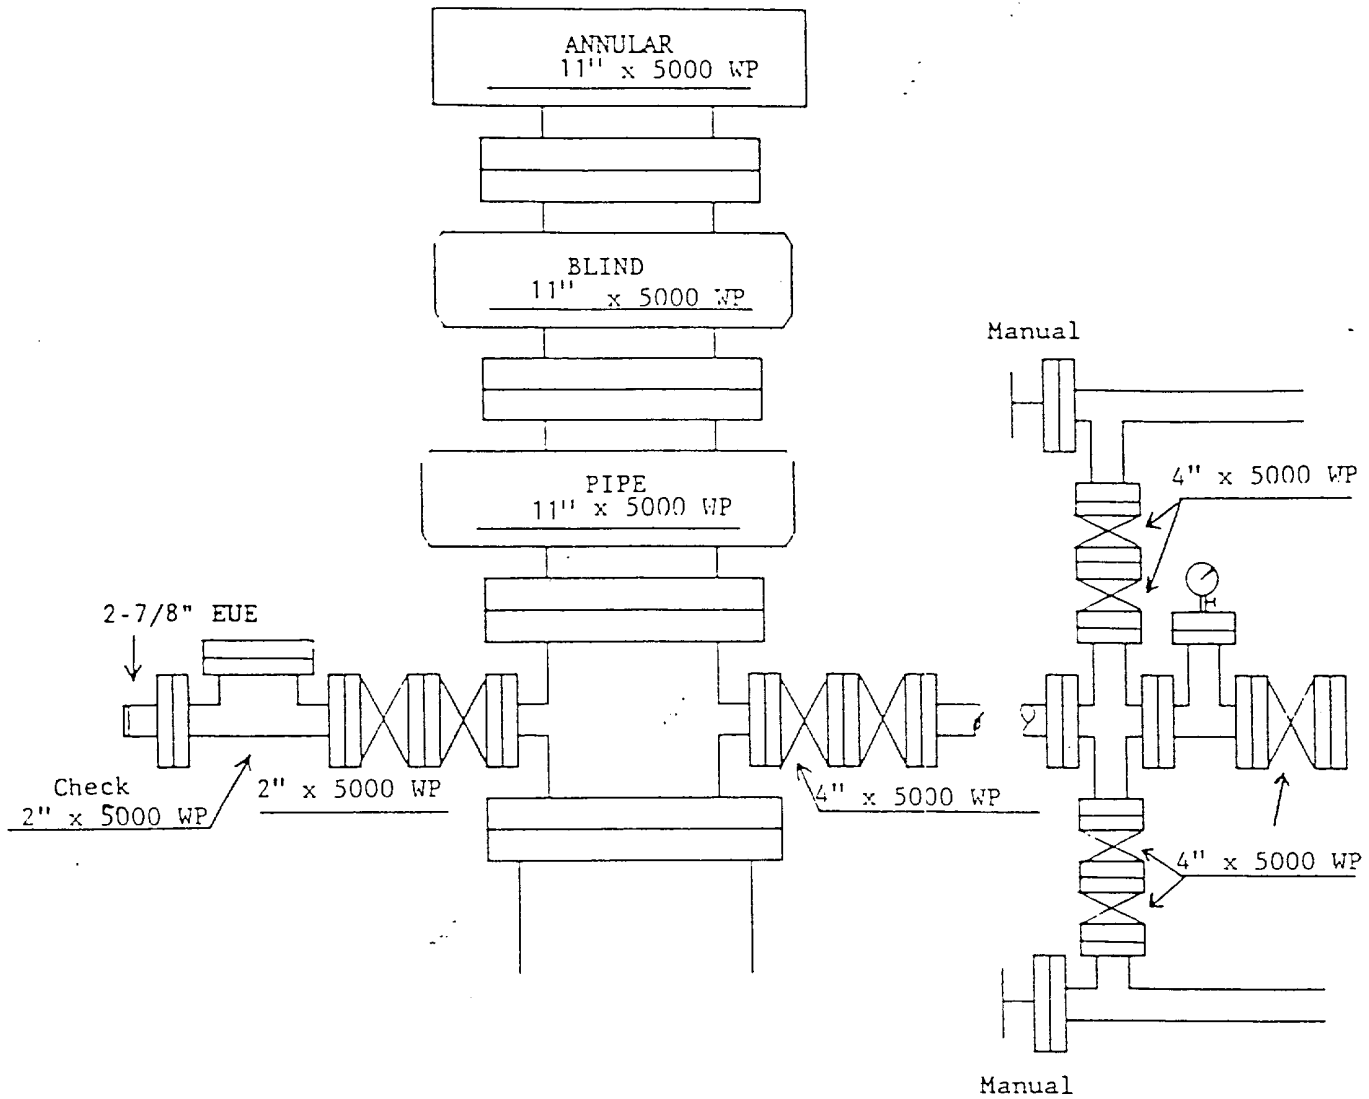 ANNULAR
11" x 5000 WP
BLIND
11" x 5000 WP
Manual
PIPE
11" x 5000 WP
4" x 5000 WP
2-7/8" EUE
Check
2" x 5000 WP
2" x 5000 WP
4" x 5000 WP
4" x 5000 WP
Manual